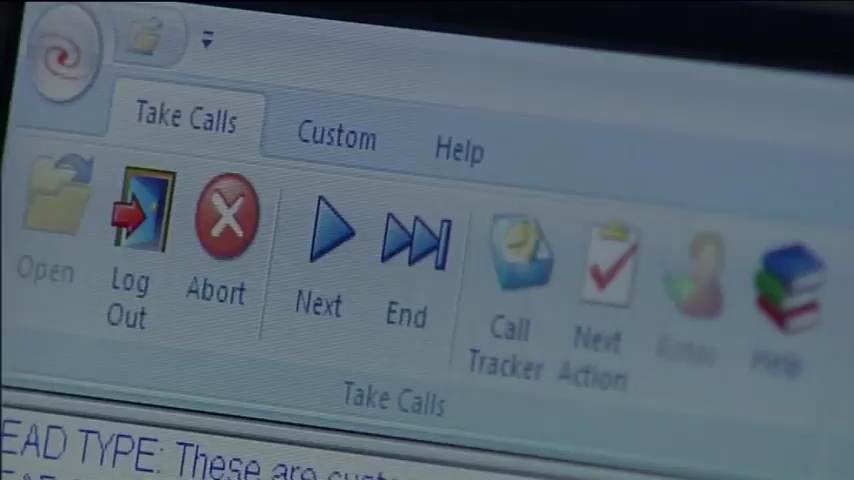 Take Calls
Custom
Help
Open
Log
Out
Abort
Next
End
Call
Tracker
Next
Action
Help
Take Calls
EAD TYPE: These are